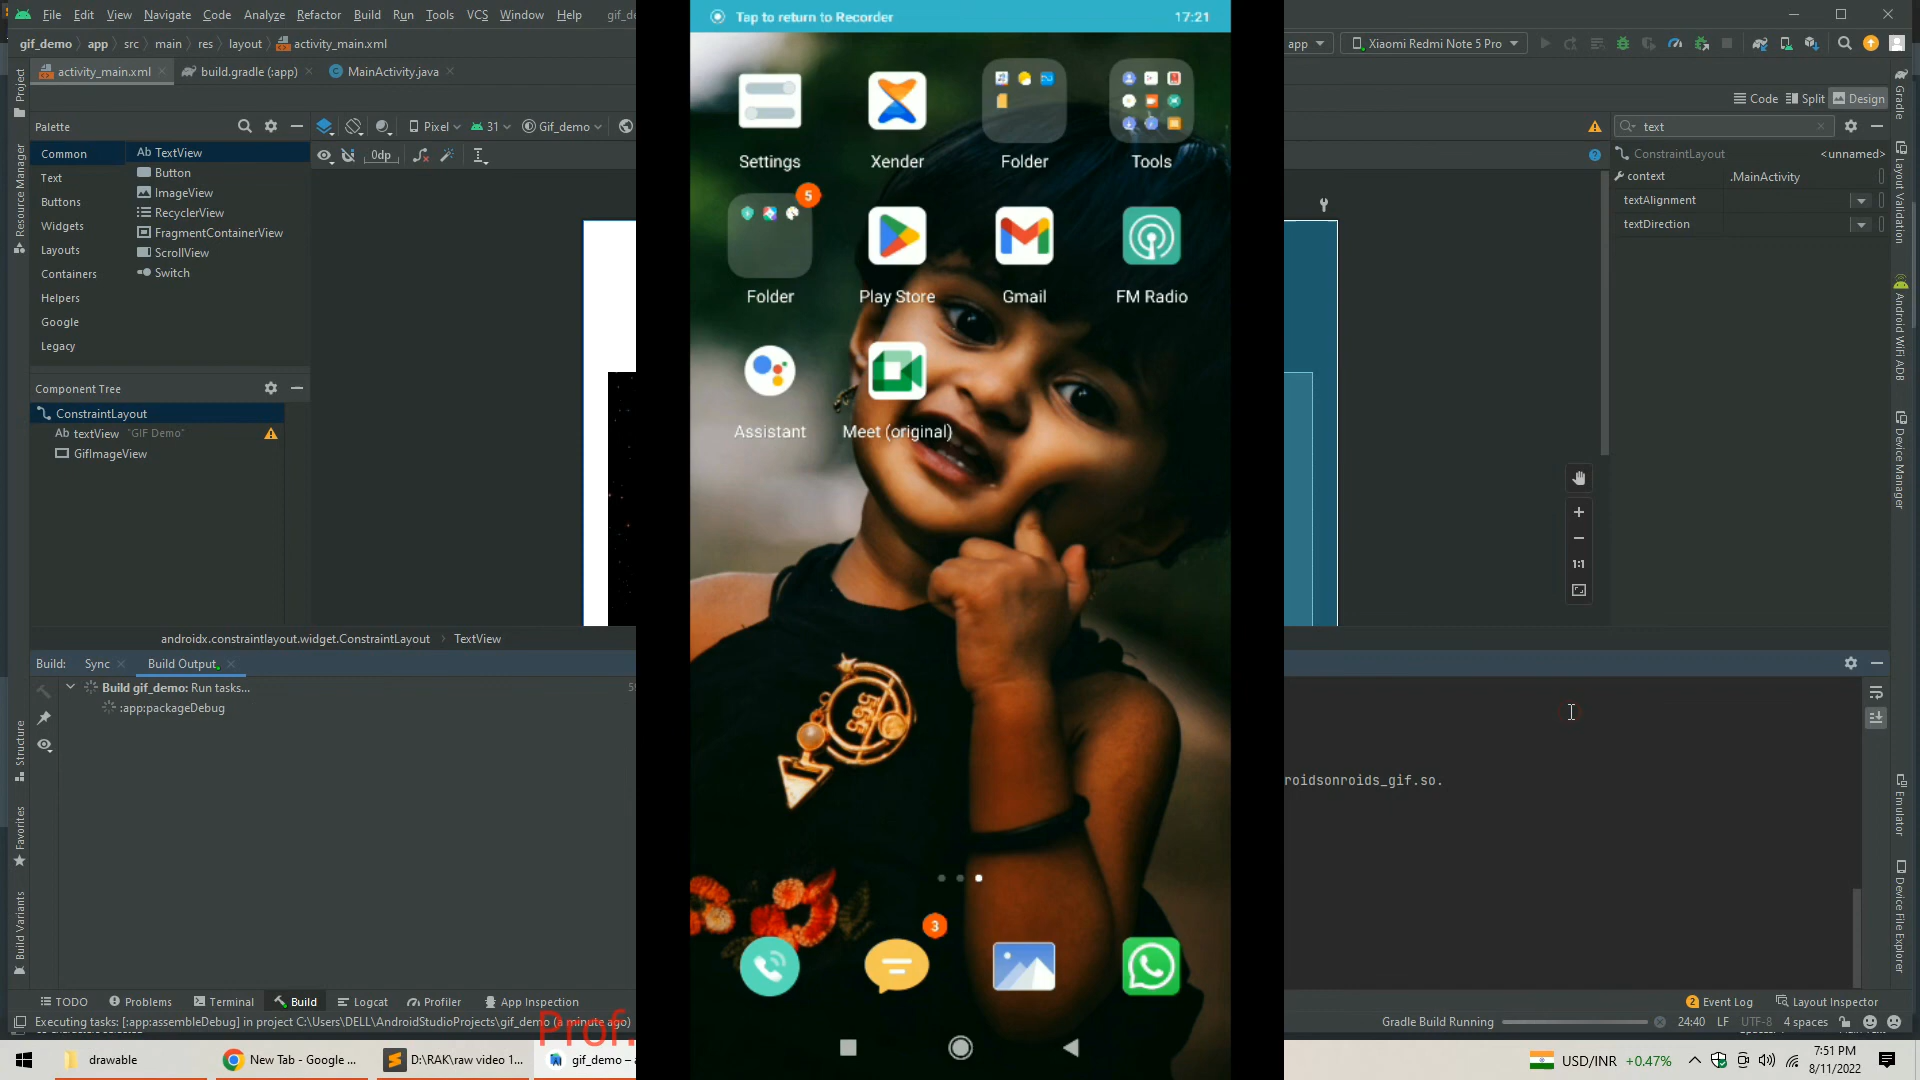 File Edit View Navigate Code Analyze Refactor Build Run Tools VCS Window Help
gif_demo app src main res layout activity_main.xml
app Xiaomi Redmi Note 5 Pro
activity_main.xml build.gradle (:app) MainActivity.java
Code Split Design
Palette
Pixel 31 Gif_demo
text
Common
Text
Buttons
Widgets
Layouts
Containers
Helpers
Google
Legacy
Ab TextView
Button
ImageView
RecyclerView
FragmentContainerView
ScrollView
Switch
0dp
ConstraintLayout <unnamed>
context .MainActivity
textAlignment
textDirection
Component Tree
ConstraintLayout
Ab textView "GIF Demo"
GifImageView
androidx.constraintlayout.widget.ConstraintLayout TextView
1:1
Build: Sync Build Output
Build gif_demo: Run tasks...
:app:packageDebug
roidsonroids_gif.so.
TODO Problems Terminal Build Logcat Profiler App Inspection
2 Event Log Layout Inspector
Executing tasks: [:app:assembleDebug] in project C:\Users\DELL\AndroidStudioProjects\gif_demo (a minute ago)
Gradle Build Running 24:40 LF UTF-8 4 spaces
Prof.
Project
Resource Manager
Structure
Favorites
Build Variants
Gradle
Layout Validation
Android WiFi ADB
Device Manager
Emulator
Device File Explorer
Tap to return to Recorder 17:21
Settings Xender Folder Tools
5
Folder Play Store Gmail FM Radio
Assistant Meet (original)
3
drawable New Tab - Google ... D:\RAK\raw video 1... gif_demo –
USD/INR +0.47%
7:51 PM
8/11/2022